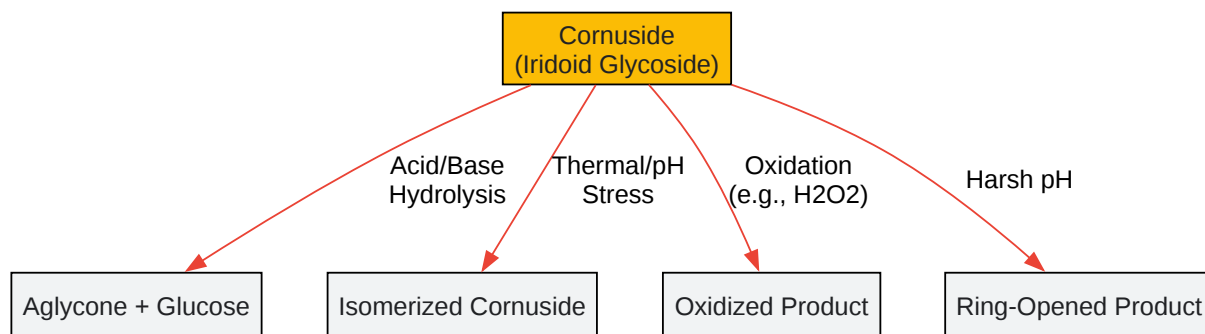 Cornuside
(Iridoid Glycoside)
Acid/Base
Hydrolysis
Thermal/pH
Stress
Oxidation
(e.g., H2O2)
Harsh pH
Aglycone + Glucose
Isomerized Cornuside
Oxidized Product
Ring-Opened Product